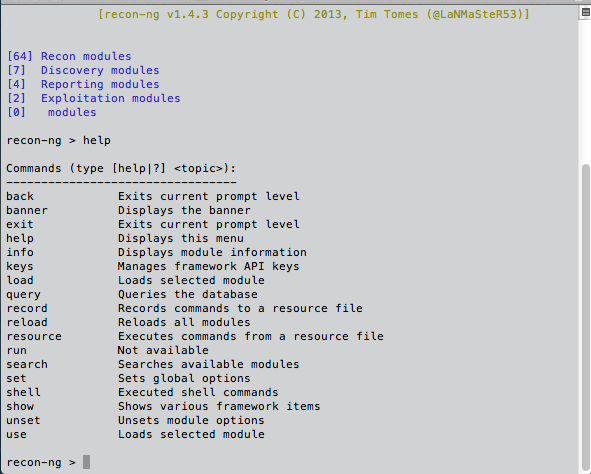 [recon-ng v1.4.3 Copyright (C) 2013, Tim Tomes (@LaNMaSteR53)]
[64] Recon modules
[7]  Discovery modules
[4]  Reporting modules
[2]  Exploitation modules
[0]   modules
recon-ng > help
Commands (type [help|?] <topic>):
---------------------------------
back            Exits current prompt level
banner          Displays the banner
exit            Exits current prompt level
help            Displays this menu
info            Displays module information
keys            Manages framework API keys
load            Loads selected module
query           Queries the database
record          Records commands to a resource file
reload          Reloads all modules
resource        Executes commands from a resource file
run             Not available
search          Searches available modules
set             Sets global options
shell           Executed shell commands
show            Shows various framework items
unset           Unsets module options
use             Loads selected module
recon-ng >